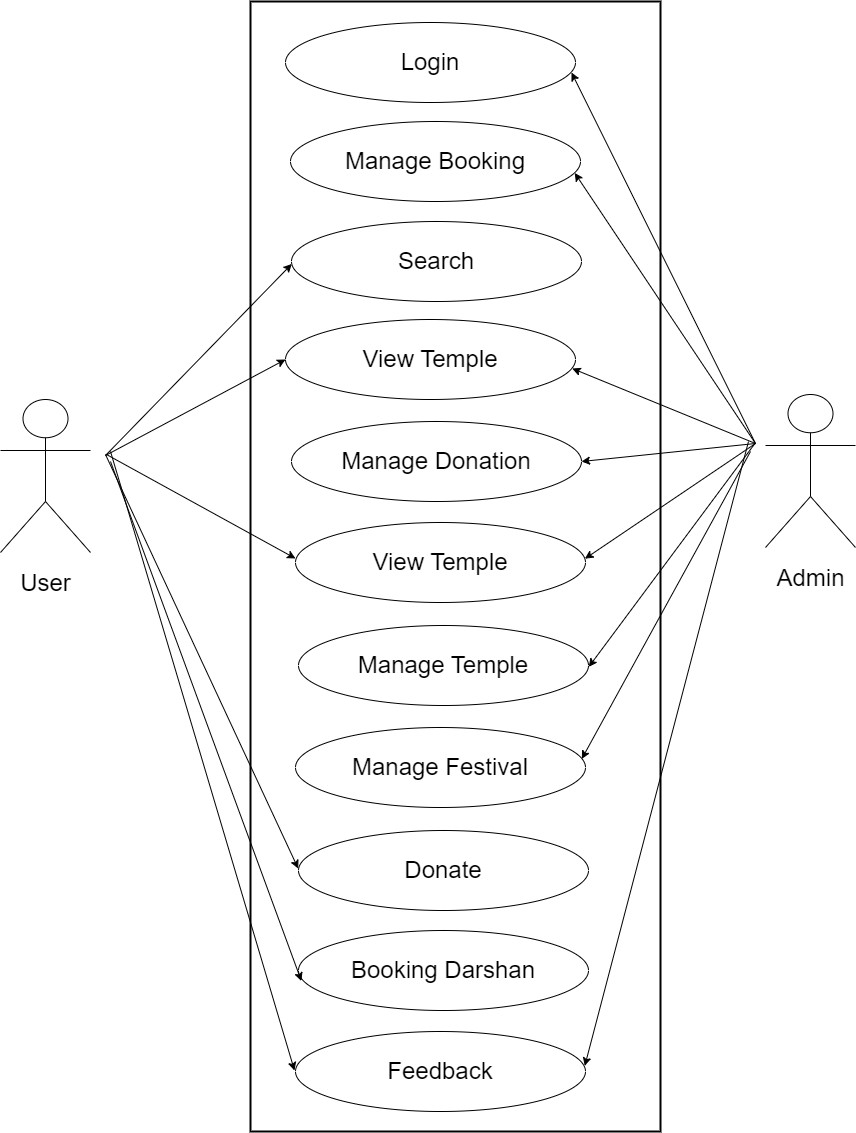 Login
Manage Booking
Search
View Temple
Manage Donation
View Temple
User
Admin
Manage Temple
Manage Festival
Donate
Booking Darshan
Feedback